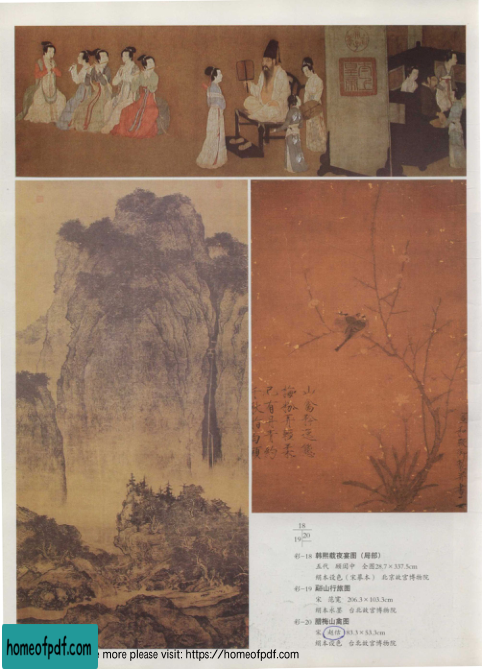 山禽矜逸態
梅粉弄輕柔
已有丹青約
千秋指白頭
18
19 20
彩-18 韩熙载夜宴图（局部）
五代 顾闳中 全图28.7×337.5cm
绢本设色（宋摹本） 北京故宫博物院
彩-19 谿山行旅图
宋 范宽 206.3×103.3cm
绢本水墨 台北故宫博物院
彩-20 腊梅山禽图
宋 赵佶 83.3×53.3cm
绢本设色 台北故宫博物院
homeofpdf.com
more please visit: https://homeofpdf.com